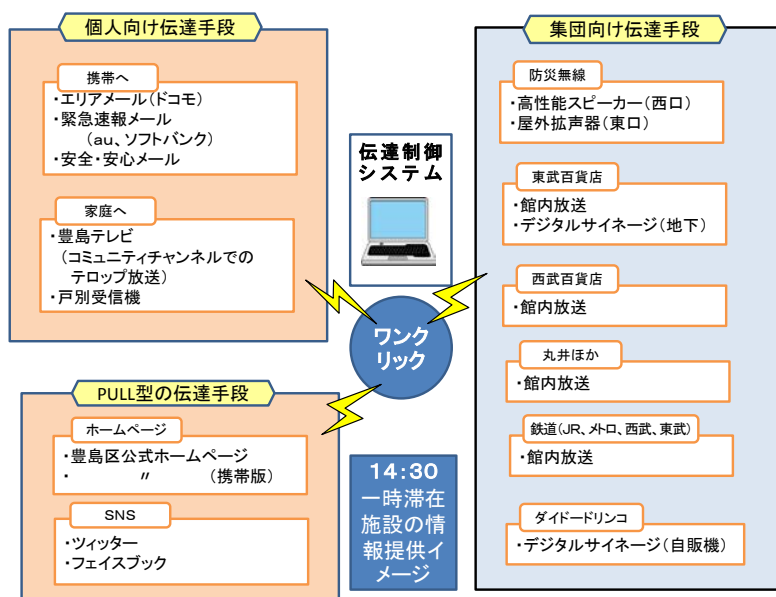 個人向け伝達手段
携帯へ
・エリアメール(ドコモ)
・緊急速報メール
(au、ソフトバンク)
・安全・安心メール
家庭へ
・豊島テレビ
(コミュニティチャンネルでの
テロップ放送)
・戸別受信機
PULL型の伝達手段
ホームページ
・豊島区公式ホームページ
・　〃　(携帯版)
SNS
・ツィッター
・フェイスブック
伝達制御
システム
ワンク
リック
14:30
一時滞在
施設の情
報提供イ
メージ
集団向け伝達手段
防災無線
・高性能スピーカー(西口)
・屋外拡声器(東口)
東武百貨店
・館内放送
・デジタルサイネージ(地下)
西武百貨店
・館内放送
丸井ほか
・館内放送
鉄道(JR、メトロ、西武、東武)
・館内放送
ダイドードリンコ
・デジタルサイネージ(自販機)